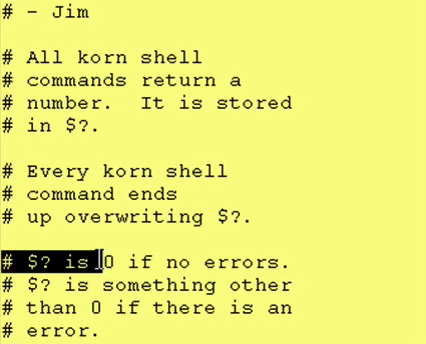 # - Jim
# All korn shell
# commands return a
# number.  It is stored
# in $?.
# Every korn shell
# command ends
# up overwriting $?.
# $? is 0 if no errors.
# $? is something other
# than 0 if there is an
# error.